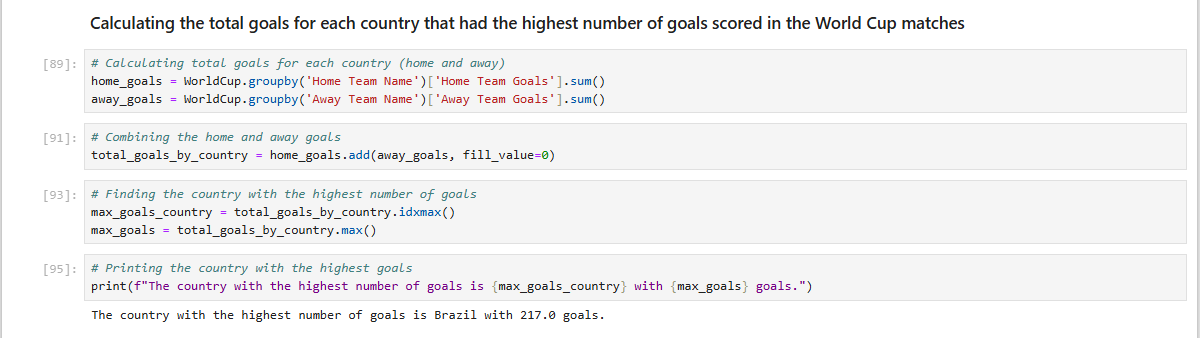 Calculating the total goals for each country that had the highest number of goals scored in the World Cup matches
[89]: # Calculating total goals for each country (home and away)
home_goals = WorldCup.groupby('Home Team Name')['Home Team Goals'].sum()
away_goals = WorldCup.groupby('Away Team Name')['Away Team Goals'].sum()
[91]: # Combining the home and away goals
total_goals_by_country = home_goals.add(away_goals, fill_value=0)
[93]: # Finding the country with the highest number of goals
max_goals_country = total_goals_by_country.idxmax()
max_goals = total_goals_by_country.max()
[95]: # Printing the country with the highest goals
print(f"The country with the highest number of goals is {max_goals_country} with {max_goals} goals.")
The country with the highest number of goals is Brazil with 217.0 goals.